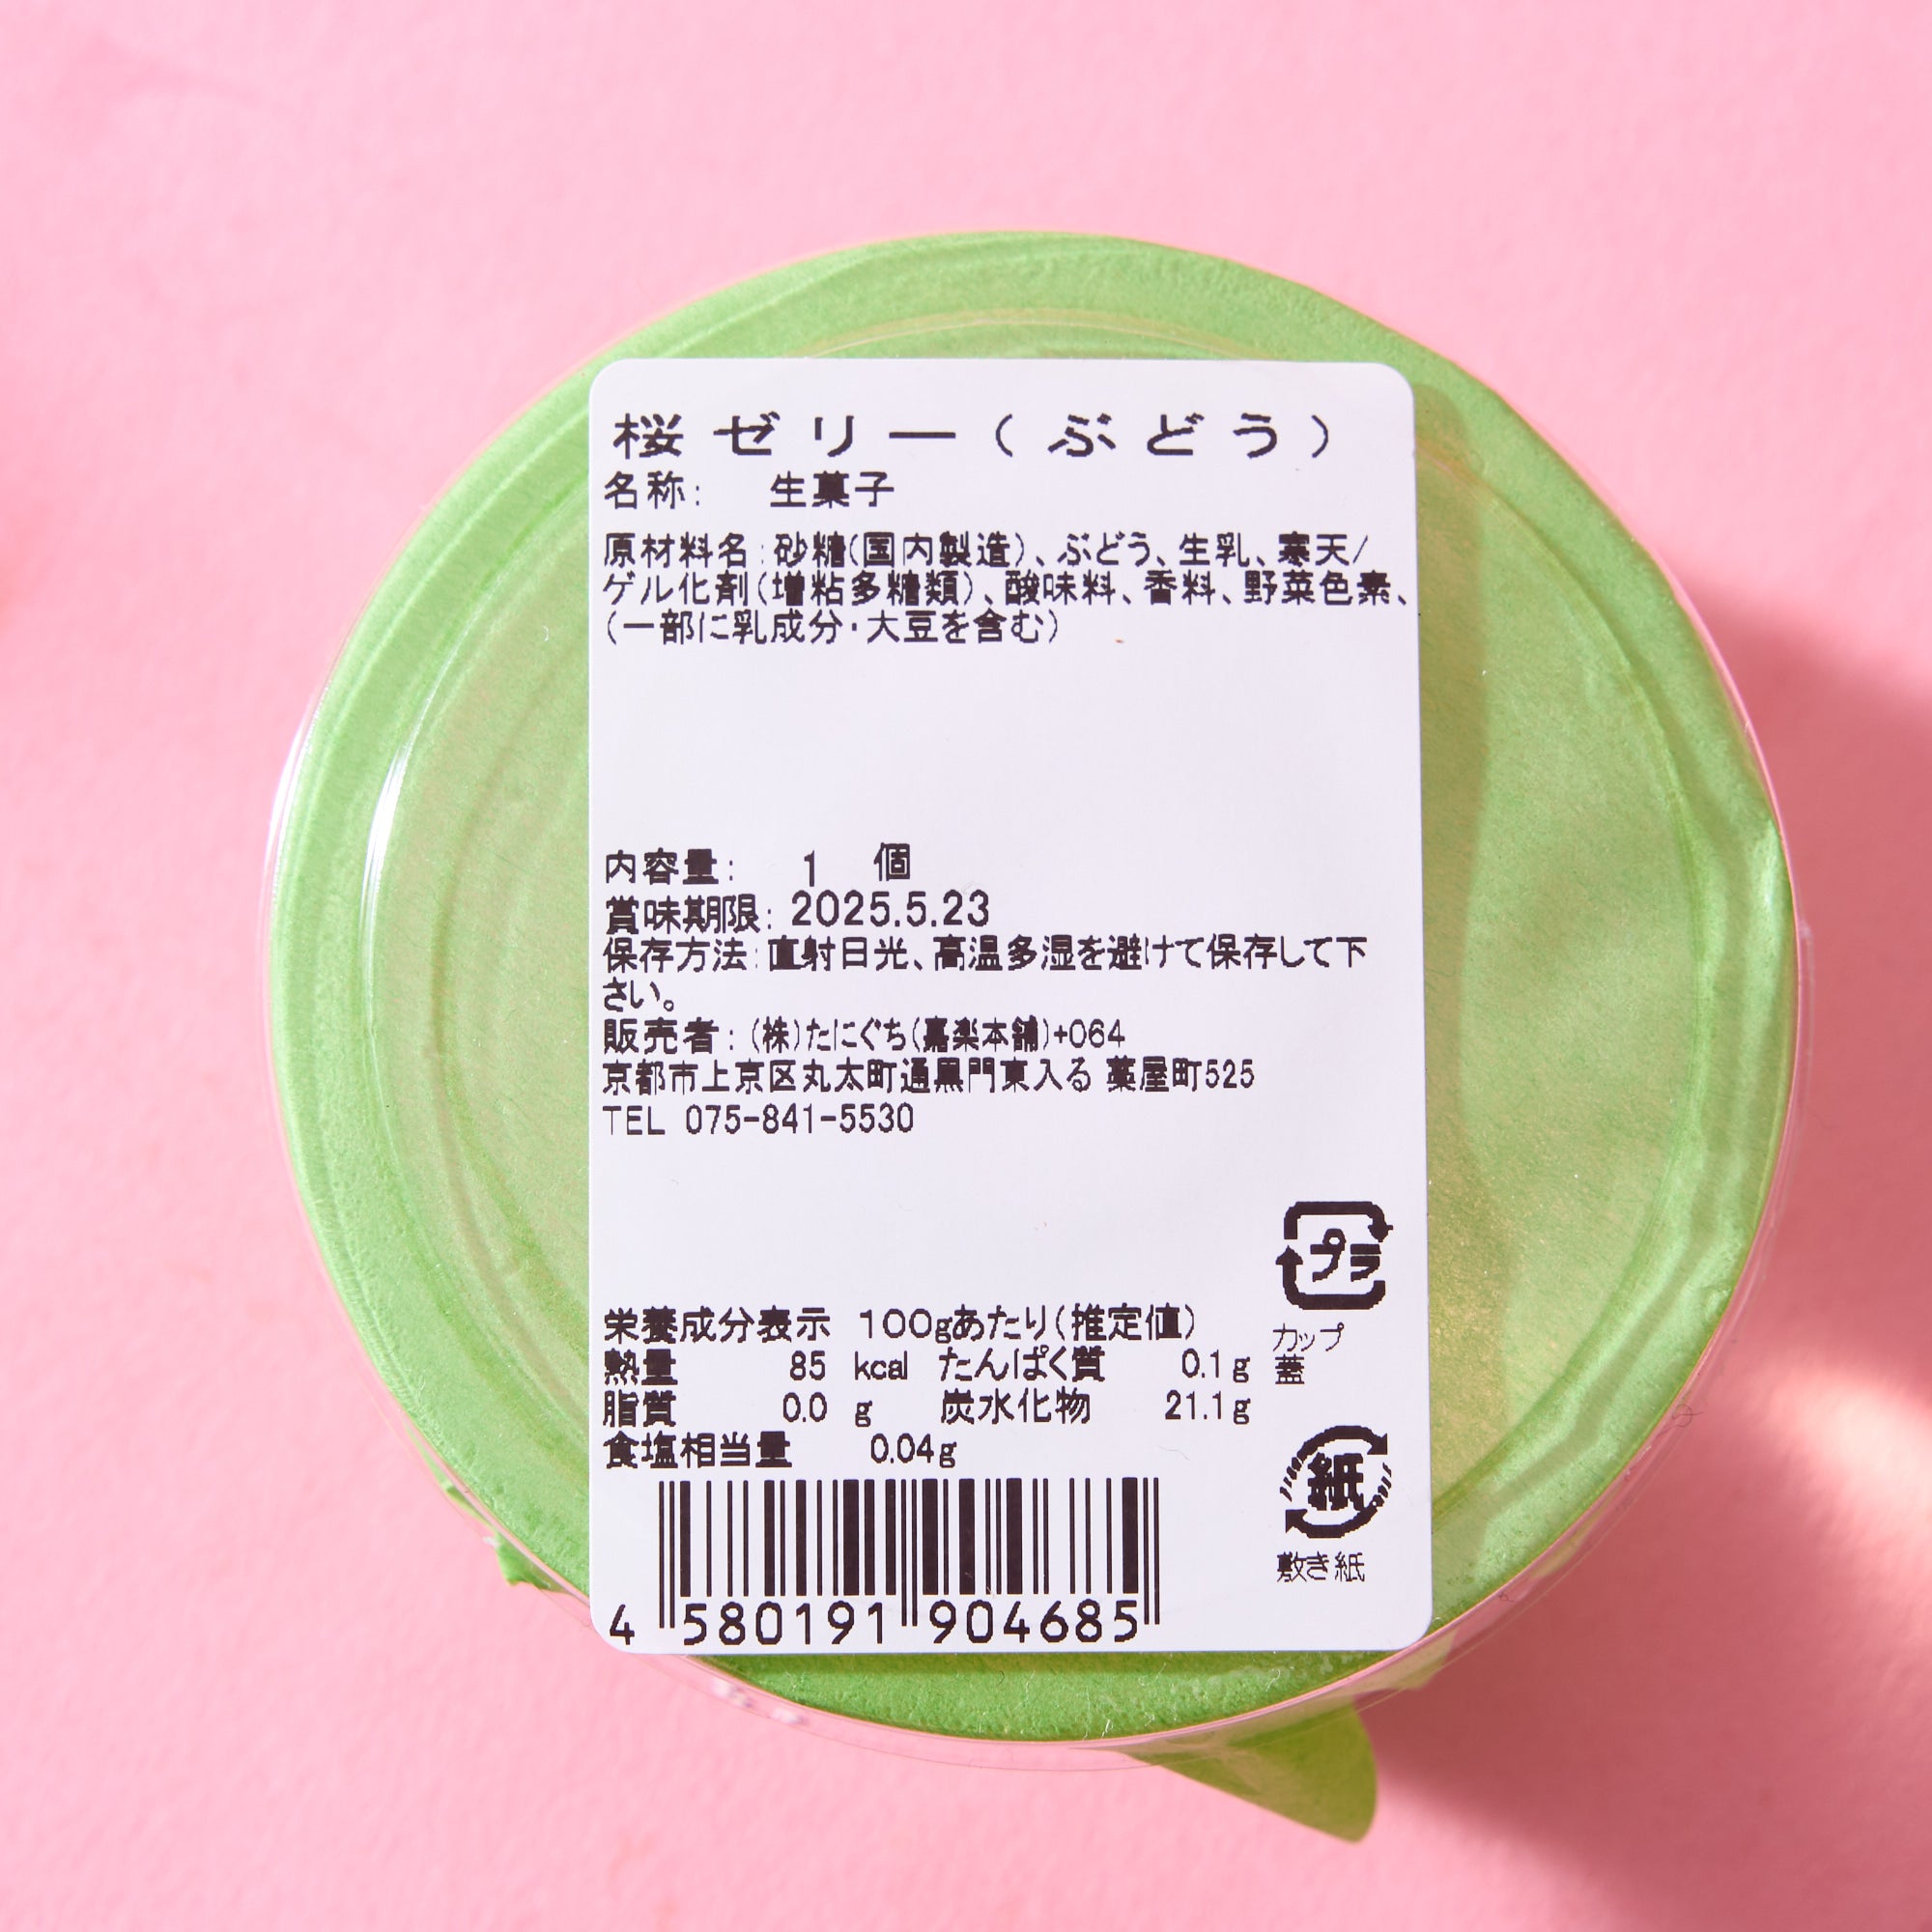 桜ゼリー(ぶどう)
名称: 生菓子
原材料名:砂糖(国内製造)、ぶどう、生乳、寒天/
ゲル化剤(増粘多糖類)、酸味料、香料、野菜色素、
(一部に乳成分・大豆を含む)
内容量: 1 個
賞味期限: 2025.5.23
保存方法:直射日光、高温多湿を避けて保存して下
さい。
販売者:(株)たにぐち(嘉楽本舗)+064
京都市上京区丸太町通黒門東入る 藁屋町525
TEL 075-841-5530
プラ
カップ
蓋
栄養成分表示 100gあたり(推定値)
熱量 85 kcal たんぱく質 0.1g
脂質 0.0 g 炭水化物 21.1g
食塩相当量 0.04g
紙
敷き紙
4 580191 904685